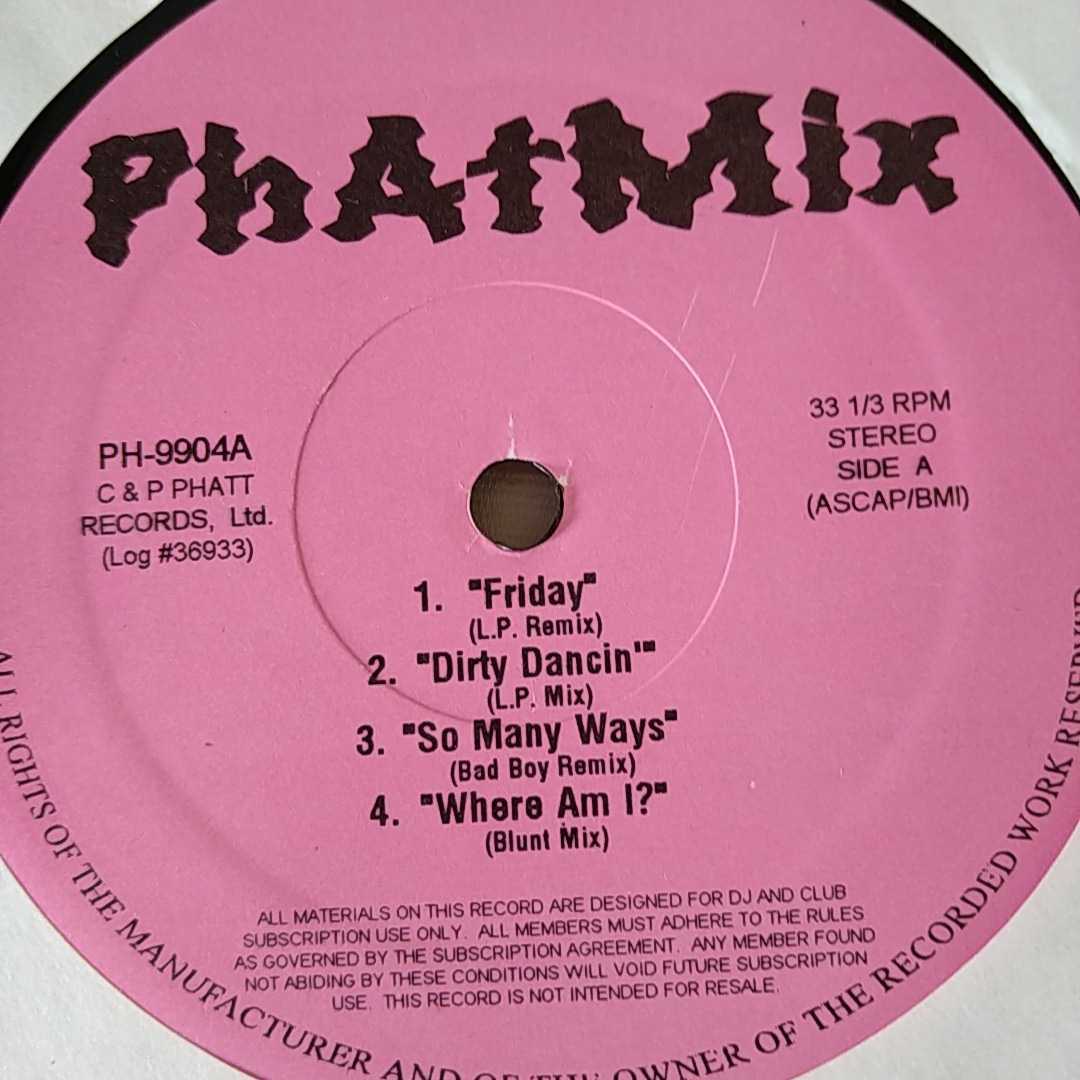 PhAtMix
PH-9904A
C & P PHATT
RECORDS, Ltd.
(Log #36933)
33 1/3 RPM
STEREO
SIDE A
(ASCAP/BMI)
1. "Friday"
(L.P. Remix)
2. "Dirty Dancin'"
(L.P. Mix)
3. "So Many Ways"
(Bad Boy Remix)
4. "Where Am I?"
(Blunt Mix)
ALL MATERIALS ON THIS RECORD ARE DESIGNED FOR DJ AND CLUB
SUBSCRIPTION USE ONLY. ALL MEMBERS MUST ADHERE TO THE RULES
AS GOVERNED BY THE SUBSCRIPTION AGREEMENT. ANY MEMBER FOUND
NOT ABIDING BY THESE CONDITIONS WILL VOID FUTURE SUBSCRIPTION
USE. THIS RECORD IS NOT INTENDED FOR RESALE.
ALL RIGHTS OF THE MANUFACTURER AND OF THE OWNER OF THE RECORDED WORK RESERVED